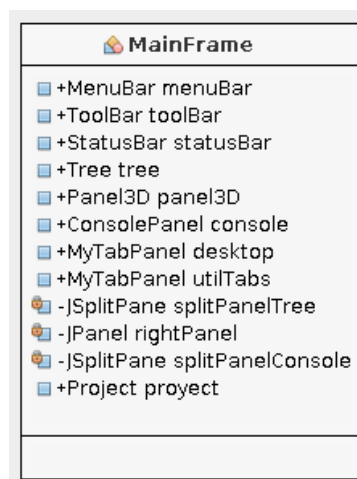 MainFrame
+MenuBar menuBar
+ToolBar toolBar
+StatusBar statusBar
+Tree tree
+Panel3D panel3D
+ConsolePanel console
+MyTabPanel desktop
+MyTabPanel utilTabs
-JSplitPane splitPanelTree
-JPanel rightPanel
-JSplitPane splitPanelConsole
+Project proyect